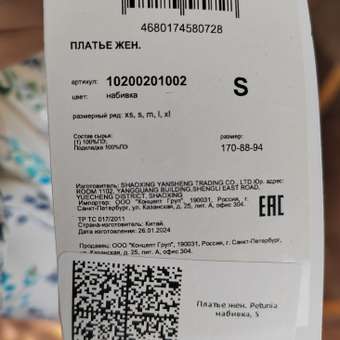 4680174580728
ПЛАТЬЕ ЖЕН.
артикул: 10200201002 S
цвет: набивка
размерный ряд: xs, s, m, l, xl
Состав сырья: размер:
(1) 100%ПЭ; 170-88-94
Подкладка 100%ПЭ
Изготовитель: SHAOXING YANSHENG TRADING CO., LTD.Юр. адрес:
ROOM 1102, YANGGUANG BUILDING,SHENGLI EAST ROAD,
YUECHENG DISTRICT, SHAOXING
Импортер: ООО "Концепт Груп", 190031, Россия, г.
Санкт-Петербург, ул. Казанская, д. 25, лит. А, офис 304.
ТР ТС 017/2011
Страна-изготовитель: Китай.
Дата изготовления: 26.01.2024
Продавец: ООО "Концепт Груп", 190031, Россия, г. Санкт-Петербург,
ул. Казанская, д. 25, лит. А, офис 304.
EAC
Платье жен. Petunia
набивка, S